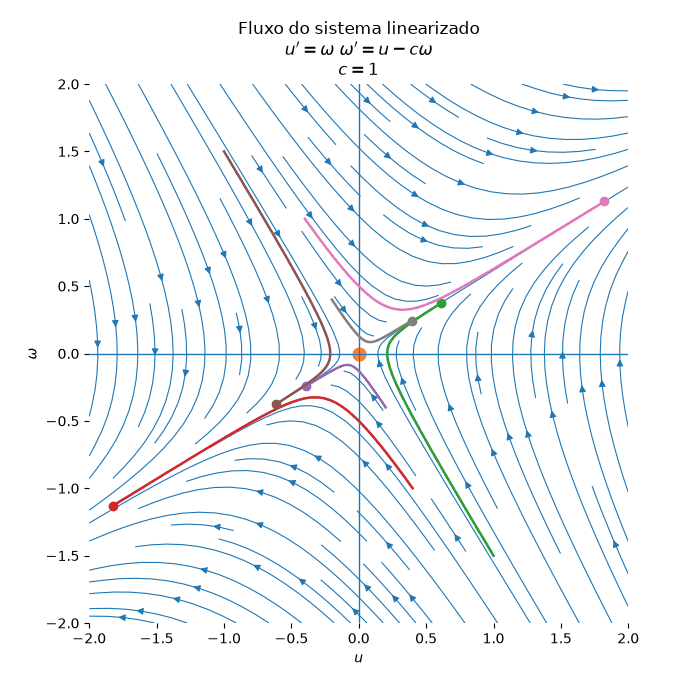 Fluxo do sistema linearizado
u′ = ω ω′ = u − cω
c = 1
2.0
1.5
1.0
0.5
0.0
−0.5
−1.0
−1.5
−2.0
ω
−2.0 −1.5 −1.0 −0.5 0.0 0.5 1.0 1.5 2.0
u